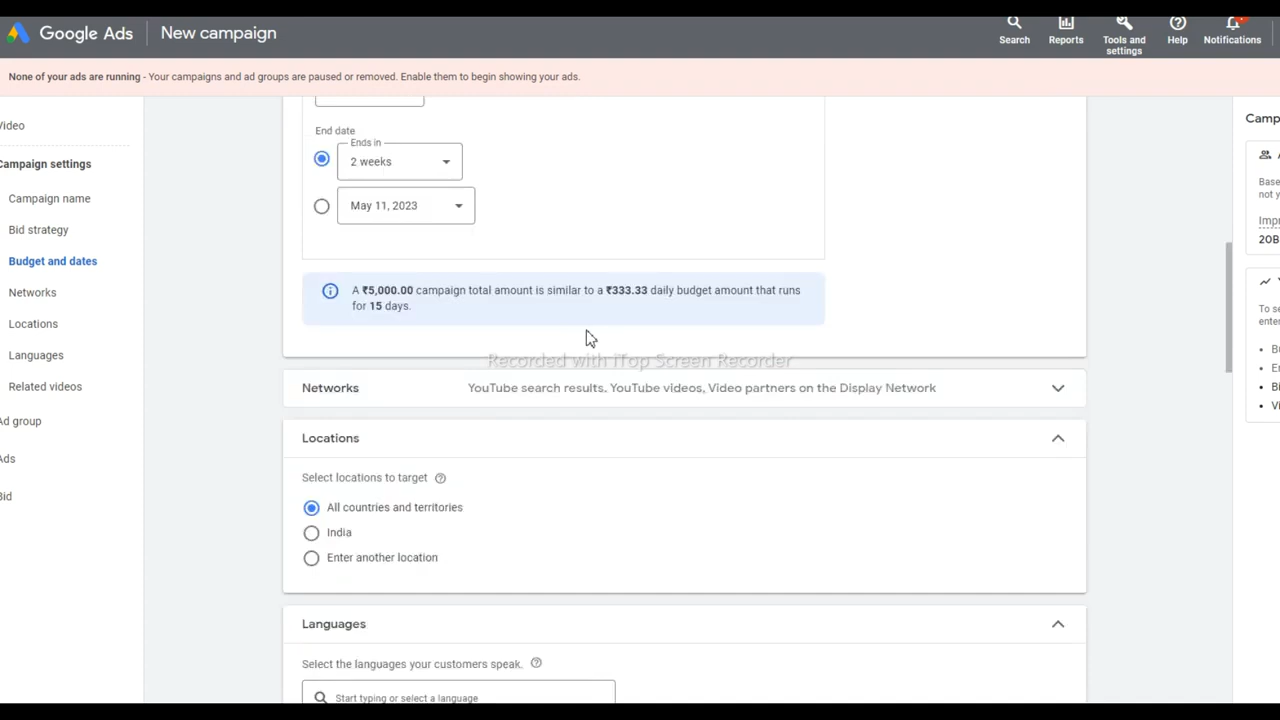 Google Ads
New campaign
Search
Reports
Tools and
settings
Help
Notifications
None of your ads are running - Your campaigns and ad groups are paused or removed. Enable them to begin showing your ads.
Video
Campaign settings
Campaign name
Bid strategy
Budget and dates
Networks
Locations
Languages
Related videos
Ad group
Ads
Bid
End date
Ends in
2 weeks
May 11, 2023
A ₹5,000.00 campaign total amount is similar to a ₹333.33 daily budget amount that runs
for 15 days.
Recorded with iTop Screen Recorder
Networks
YouTube search results, YouTube videos, Video partners on the Display Network
Locations
Select locations to target
All countries and territories
India
Enter another location
Languages
Select the languages your customers speak.
Start typing or select a language
Camp
Base
not y
Impr
20B
To se
enter